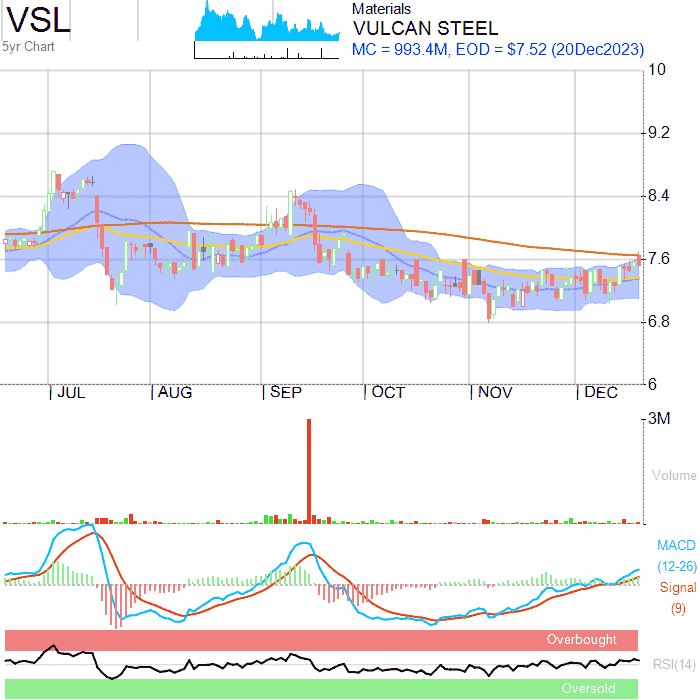 VSL
5yr Chart
Materials
VULCAN STEEL
MC = 993.4M, EOD = $7.52 (20Dec2023)
10
9.2
8.4
7.6
6.8
6
JUL AUG SEP OCT NOV DEC
3M
Volume
MACD
(12-26)
Signal
(9)
Overbought
RSI(14)
Oversold